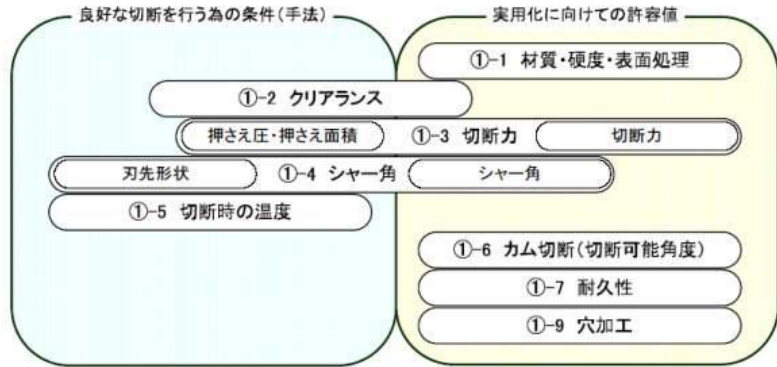 良好な切断を行う為の条件(手法)
実用化に向けての許容値
①-1 材質・硬度・表面処理
①-2 クリアランス
押さえ圧・押さえ面積 ①-3 切断力 切断力
刃先形状 ①-4 シャー角 シャー角
①-5 切断時の温度
①-6 カム切断(切断可能角度)
①-7 耐久性
①-9 穴加工